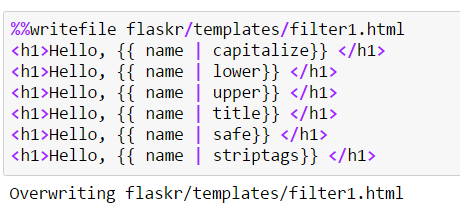 %%writefile flaskr/templates/filter1.html
<h1>Hello, {{ name | capitalize}} </h1>
<h1>Hello, {{ name | lower}} </h1>
<h1>Hello, {{ name | upper}} </h1>
<h1>Hello, {{ name | title}} </h1>
<h1>Hello, {{ name | safe}} </h1>
<h1>Hello, {{ name | striptags}} </h1>
Overwriting flaskr/templates/filter1.html